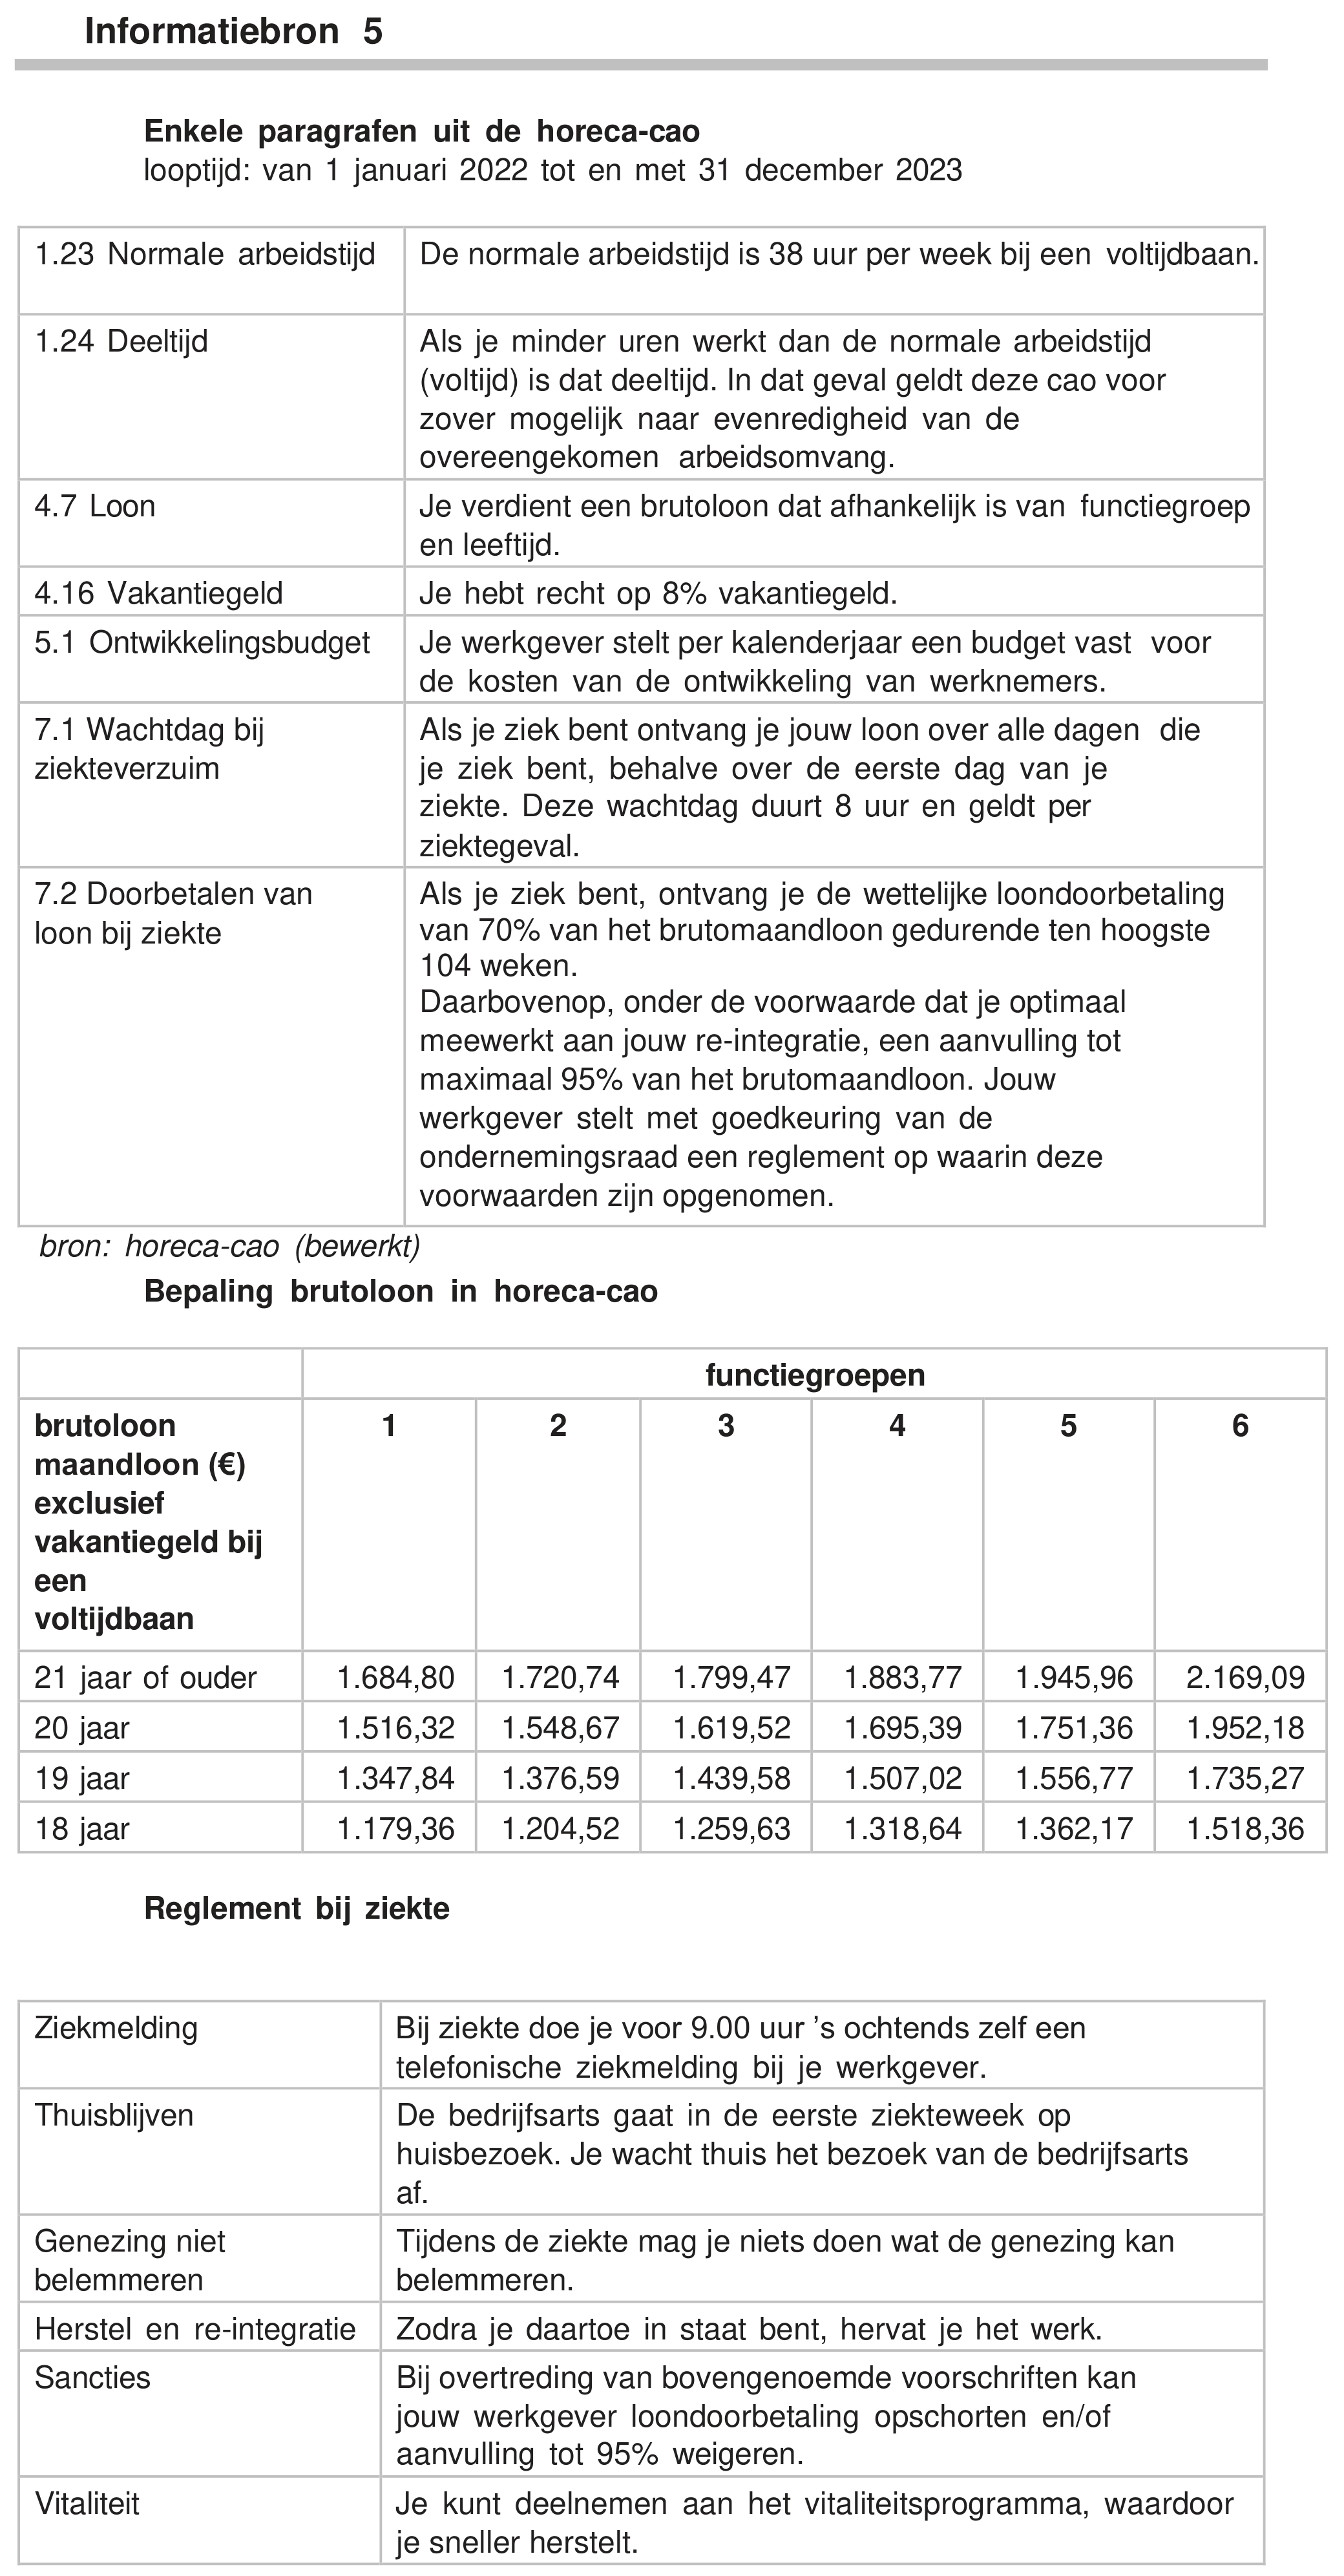 Informatiebron 5
Enkele paragrafen uit de horeca-cao
looptijd: van 1 januari 2022 tot en met 31 december 2023
1.23 Normale arbeidstijd
De normale arbeidstijd is 38 uur per week bij een voltijdbaan.
1.24 Deeltijd
Als je minder uren werkt dan de normale arbeidstijd
(voltijd) is dat deeltijd. In dat geval geldt deze cao voor
zover mogelijk naar evenredigheid van de
overeengekomen arbeidsomvang.
4.7 Loon
Je verdient een brutoloon dat afhankelijk is van functiegroep
en leeftijd.
4.16 Vakantiegeld
Je hebt recht op 8% vakantiegeld.
5.1 Ontwikkelingsbudget
Je werkgever stelt per kalenderjaar een budget vast voor
de kosten van de ontwikkeling van werknemers.
7.1 Wachtdag bij
ziekteverzuim
Als je ziek bent ontvang je jouw loon over alle dagen die
je ziek bent, behalve over de eerste dag van je
ziekte. Deze wachtdag duurt 8 uur en geldt per
ziektegeval.
7.2 Doorbetalen van
loon bij ziekte
Als je ziek bent, ontvang je de wettelijke loondoorbetaling
van 70% van het brutomaandloon gedurende ten hoogste
104 weken.
Daarbovenop, onder de voorwaarde dat je optimaal
meewerkt aan jouw re-integratie, een aanvulling tot
maximaal 95% van het brutomaandloon. Jouw
werkgever stelt met goedkeuring van de
ondernemingsraad een reglement op waarin deze
voorwaarden zijn opgenomen.
bron: horeca-cao (bewerkt)
Bepaling brutoloon in horeca-cao
functiegroepen
brutoloon
maandloon (€)
exclusief
vakantiegeld bij
een
voltijdbaan
1 2 3 4 5 6
21 jaar of ouder 1.684,80 1.720,74 1.799,47 1.883,77 1.945,96 2.169,09
20 jaar 1.516,32 1.548,67 1.619,52 1.695,39 1.751,36 1.952,18
19 jaar 1.347,84 1.376,59 1.439,58 1.507,02 1.556,77 1.735,27
18 jaar 1.179,36 1.204,52 1.259,63 1.318,64 1.362,17 1.518,36
Reglement bij ziekte
Ziekmelding
Bij ziekte doe je voor 9.00 uur ’s ochtends zelf een
telefonische ziekmelding bij je werkgever.
Thuisblijven
De bedrijfsarts gaat in de eerste ziekteweek op
huisbezoek. Je wacht thuis het bezoek van de bedrijfsarts
af.
Genezing niet
belemmeren
Tijdens de ziekte mag je niets doen wat de genezing kan
belemmeren.
Herstel en re-integratie
Zodra je daartoe in staat bent, hervat je het werk.
Sancties
Bij overtreding van bovengenoemde voorschriften kan
jouw werkgever loondoorbetaling opschorten en/of
aanvulling tot 95% weigeren.
Vitaliteit
Je kunt deelnemen aan het vitaliteitsprogramma, waardoor
je sneller herstelt.